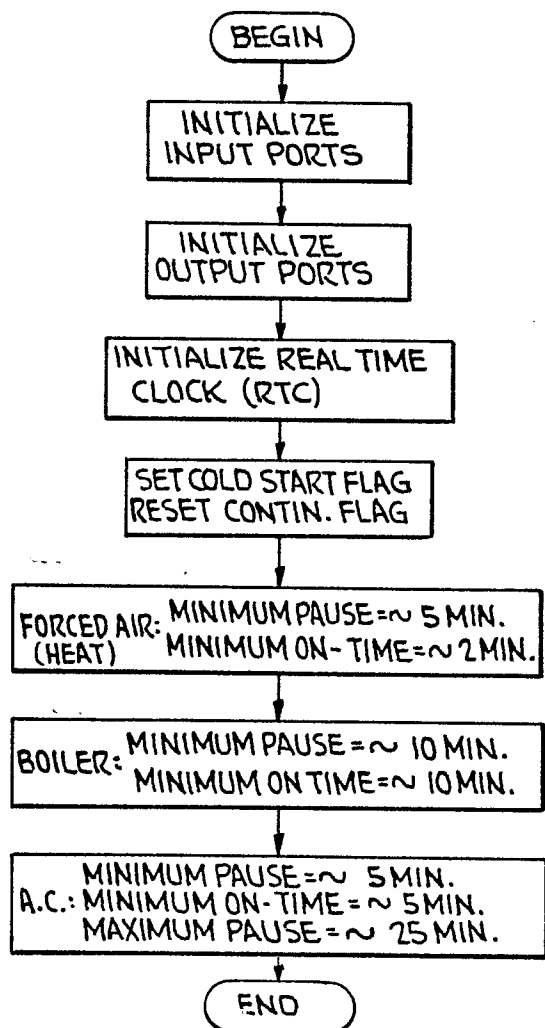 BEGIN
INITIALIZE
INPUT PORTS
INITIALIZE
OUTPUT PORTS
INITIALIZE REAL TIME
CLOCK (RTC)
SET COLD START FLAG
RESET CONTIN. FLAG
FORCED AIR: MINIMUM PAUSE=~ 5 MIN.
(HEAT) MINIMUM ON-TIME=~ 2 MIN.
BOILER: MINIMUM PAUSE=~ 10 MIN.
MINIMUM ON TIME=~ 10 MIN.
MINIMUM PAUSE=~ 5 MIN.
A.C.: MINIMUM ON-TIME=~ 5 MIN.
MAXIMUM PAUSE=~ 25 MIN.
END